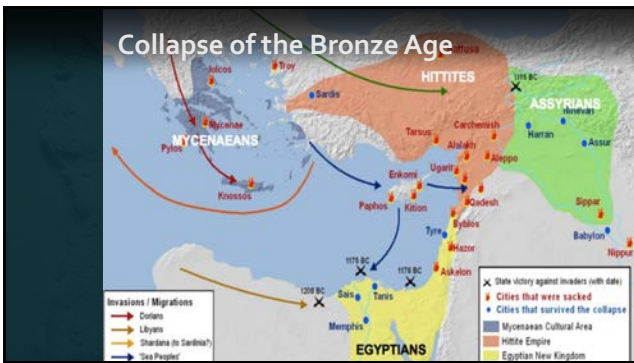 Collapse of the Bronze Age
Hattusa
Iolcos
Troy
HITTITES
1195 BC
Sardis
ASSYRIANS
Ninevah
Mycenae
MYCENAEANS
Tarsus
Carchemish
Harran
Pylos
Alalakh
Assur
Aleppo
Ugarit
Enkomi
Knossos
Paphos
Kition
Qadesh
Sippar
Byblos
Tyre
Babylon
Hazor
Nippur
1175 BC
1178 BC
Askelon
1208 BC
Sais
Tanis
Memphis
EGYPTIANS
Invasions / Migrations
Dorians
Libyans
Shardana (to Sardinia?)
'Sea Peoples'
State victory against invaders (with date)
Cities that were sacked
Cities that survived the collapse
Mycenaean Cultural Area
Hittite Empire
Egyptian New Kingdom